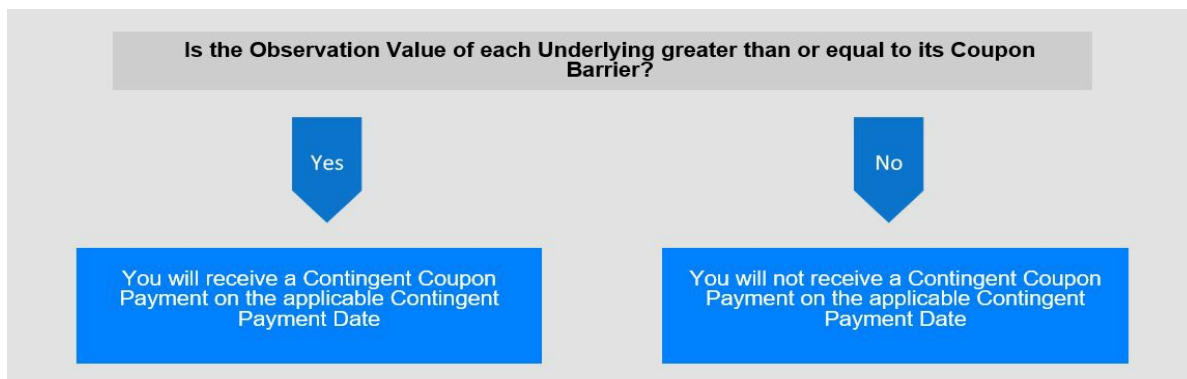 Is the Observation Value of each Underlying greater than or equal to its Coupon
Barrier?
Yes
No
You will receive a Contingent Coupon
Payment on the applicable Contingent
Payment Date
You will not receive a Contingent Coupon
Payment on the applicable Contingent
Payment Date